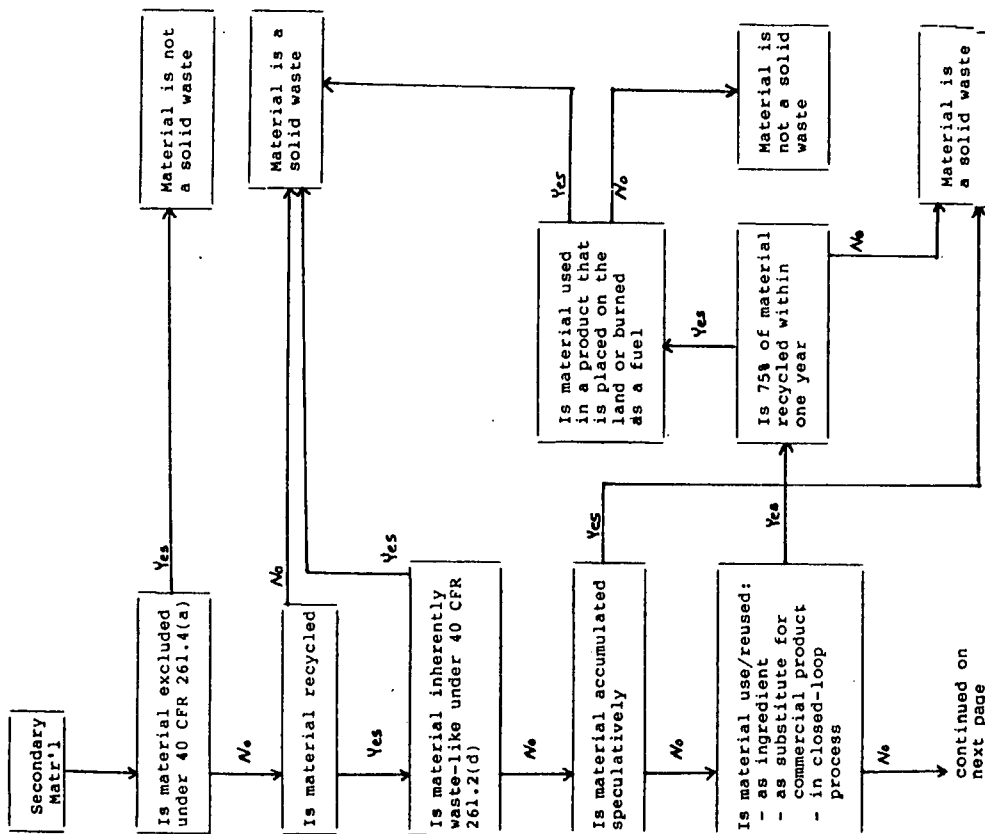 Secondary
Matr'l
Is material excluded
under 40 CFR 261.4(a)
Yes
Material is not
a solid waste
No
Is material recycled
No
Material is a
solid waste
Yes
Is material inherently
waste-like under 40 CFR
261.2(d)
Yes
No
Is material accumulated
speculatively
Yes
No
Is material use/reused:
- as ingredient
- as substitute for
commercial product
- in closed-loop
process
Yes
Is 75% of material
recycled within
one year
Yes
Is material used
in a product that
is placed on the
land or burned
as a fuel
Yes
No
Material is
not a solid
waste
No
Material is
a solid waste
No
continued on
next page